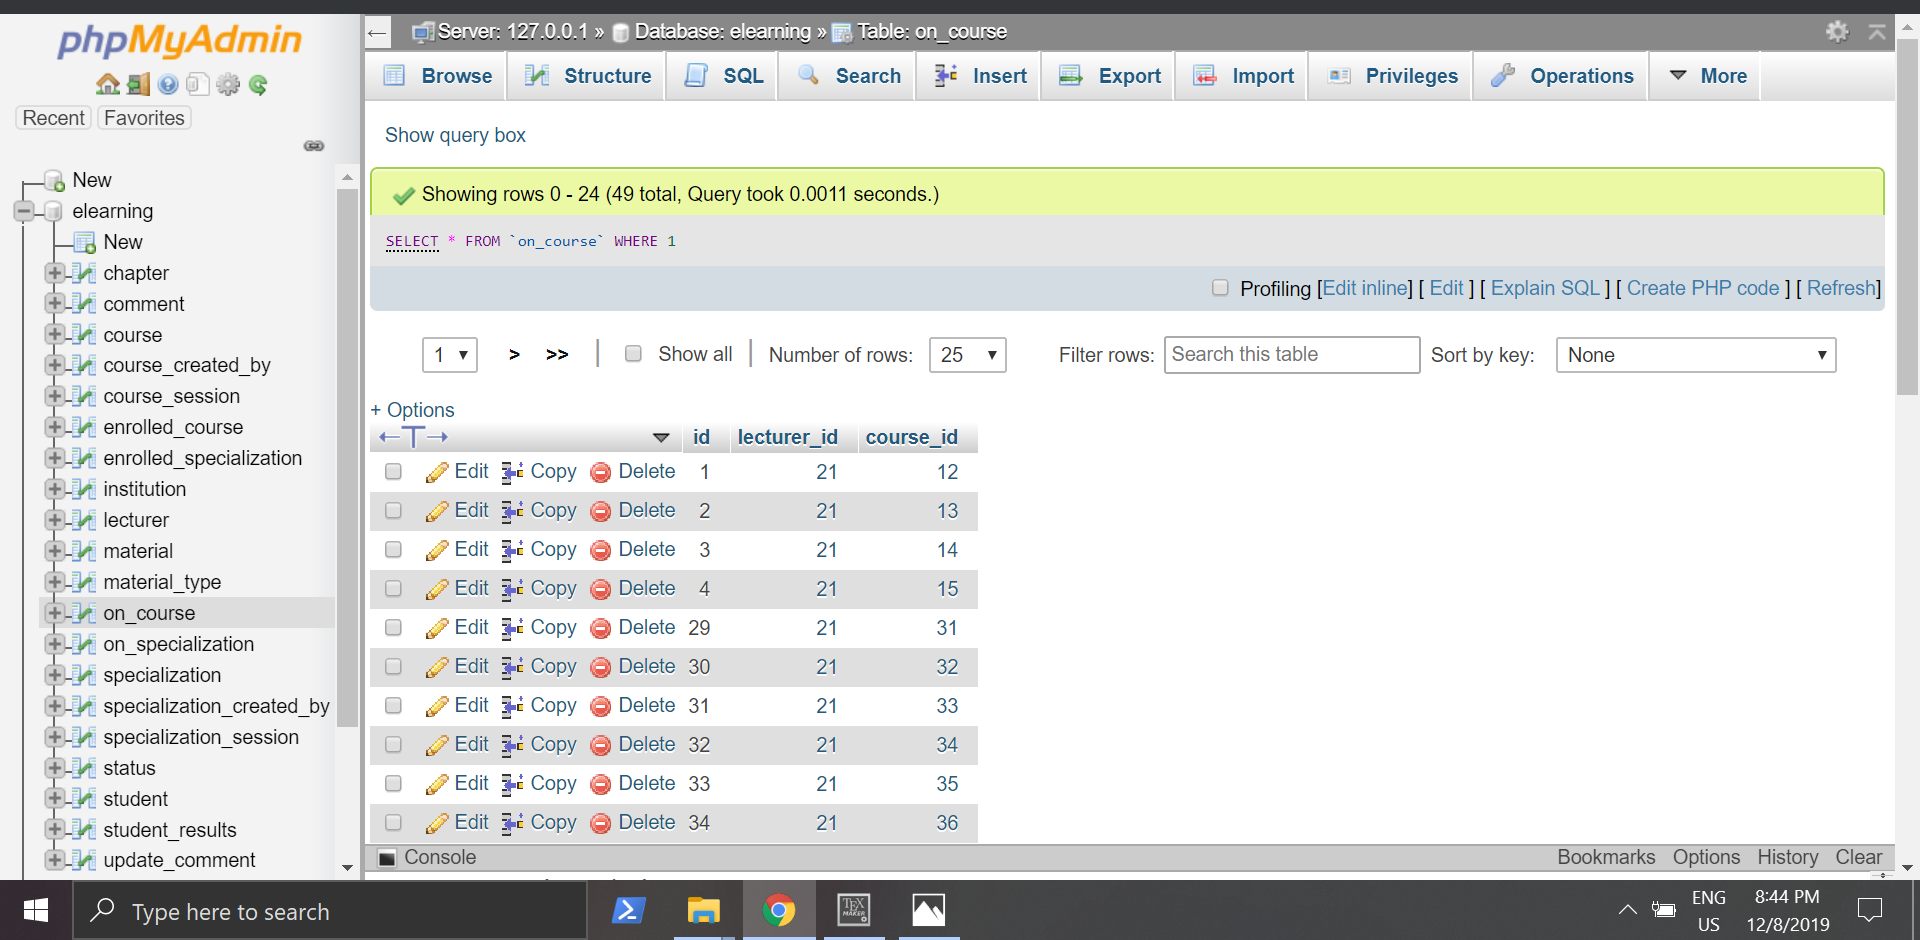 phpMyAdmin
Recent Favorites
New
elearning
New
chapter
comment
course
course_created_by
course_session
enrolled_course
enrolled_specialization
institution
lecturer
material
material_type
on_course
on_specialization
specialization
specialization_created_by
specialization_session
status
student
student_results
update_comment
Server: 127.0.0.1 » Database: elearning » Table: on_course
Browse Structure SQL Search Insert Export Import Privileges Operations More
Show query box
Showing rows 0 - 24 (49 total, Query took 0.0011 seconds.)
SELECT * FROM `on_course` WHERE 1
Profiling [Edit inline] [ Edit ] [ Explain SQL ] [ Create PHP code ] [ Refresh]
1 > >> | Show all | Number of rows: 25 Filter rows: Search this table Sort by key: None
+ Options
←T→ id lecturer_id course_id
Edit Copy Delete 1 21 12
Edit Copy Delete 2 21 13
Edit Copy Delete 3 21 14
Edit Copy Delete 4 21 15
Edit Copy Delete 29 21 31
Edit Copy Delete 30 21 32
Edit Copy Delete 31 21 33
Edit Copy Delete 32 21 34
Edit Copy Delete 33 21 35
Edit Copy Delete 34 21 36
Console Bookmarks Options History Clear
Type here to search
TEX MAKER
ENG US
8:44 PM
12/8/2019